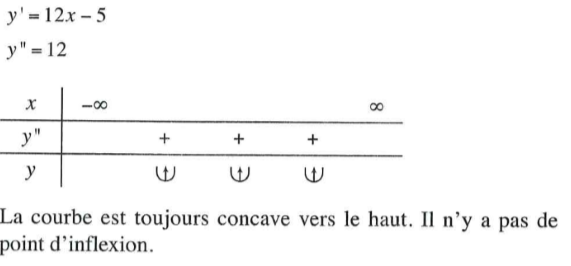 y' = 12x – 5
y" = 12
x –∞ ∞
y" + + +
y
La courbe est toujours concave vers le haut. Il n'y a pas de
point d'inflexion.